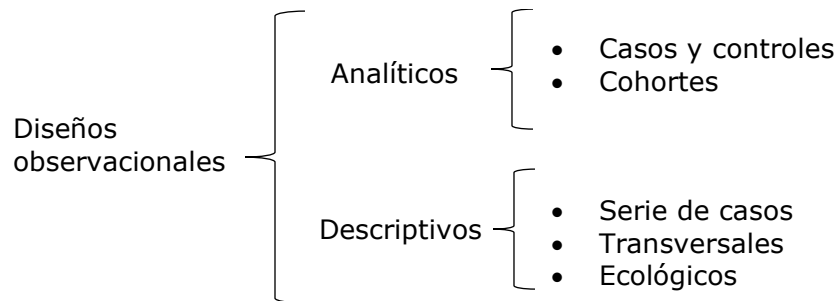 Diseños
observacionales
Analíticos
• Casos y controles
• Cohortes
Descriptivos
• Serie de casos
• Transversales
• Ecológicos